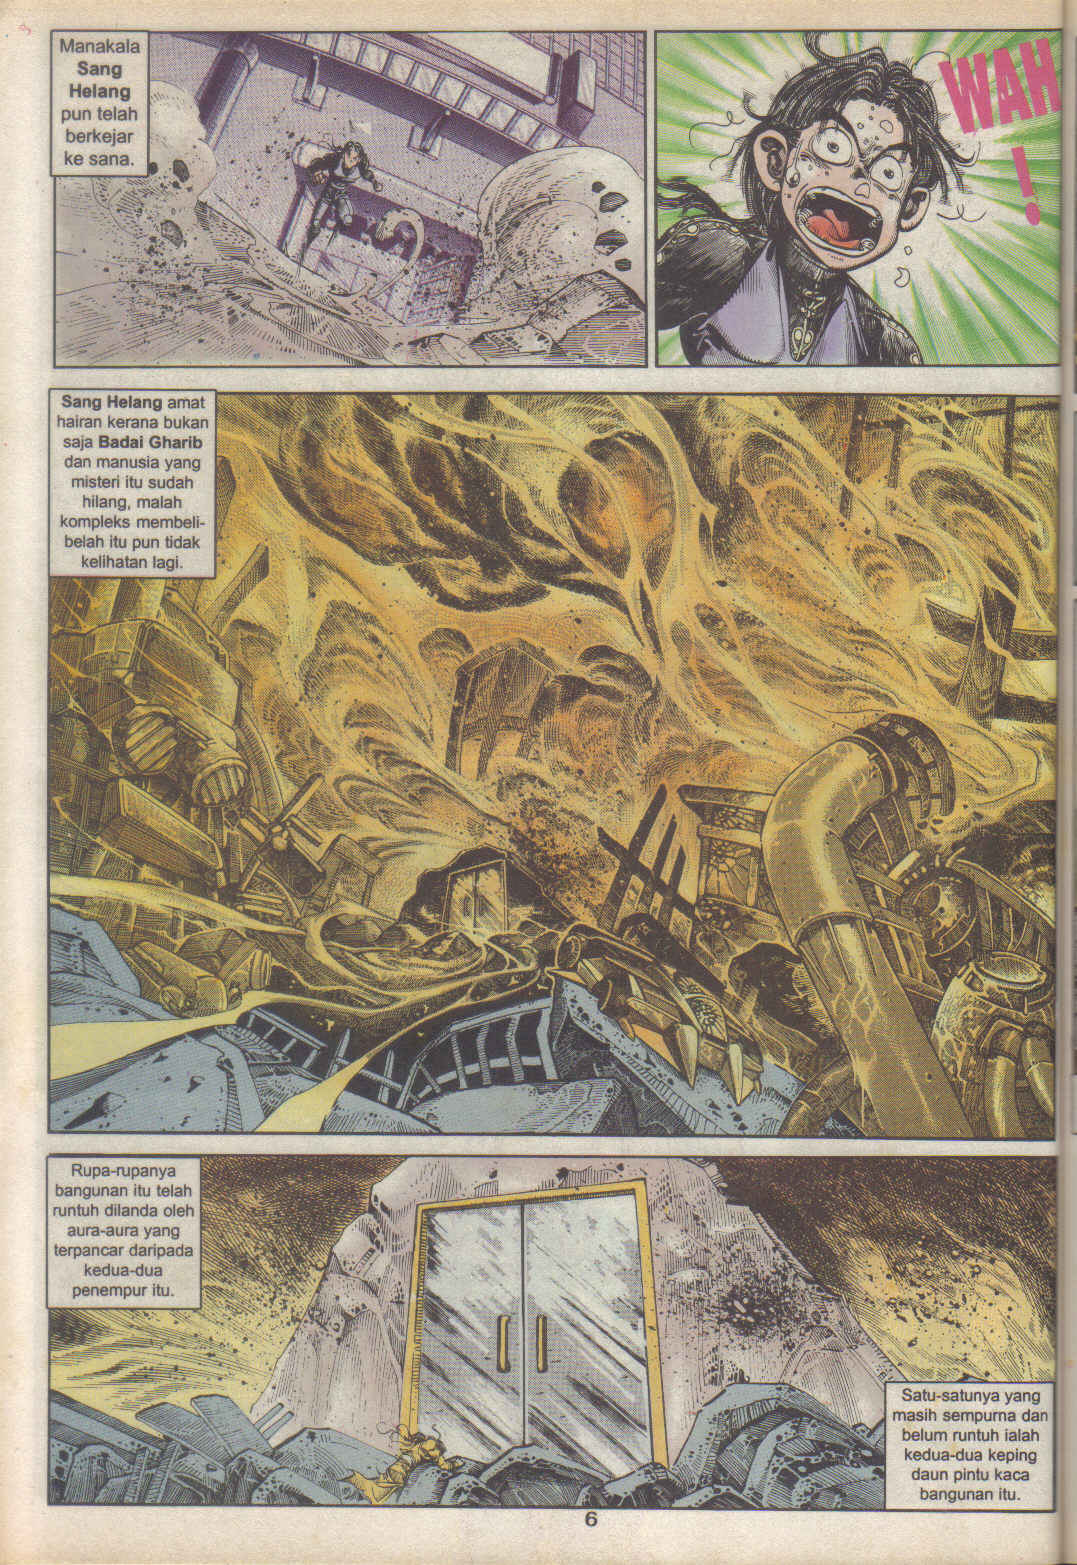 Manakala
Sang
Helang
pun telah
berkejar
ke sana.
WAH
!
Sang Helang amat
hairan kerana bukan
saja Badai Gharib
dan manusia yang
misteri itu sudah
hilang, malah
kompleks membeli-
belah itu pun tidak
kelihatan lagi.
Rupa-rupanya
bangunan itu telah
runtuh dilanda oleh
aura-aura yang
terpancar daripada
kedua-dua
penempur itu.
Satu-satunya yang
masih sempurna dan
belum runtuh ialah
kedua-dua keping
daun pintu kaca
bangunan itu.
6